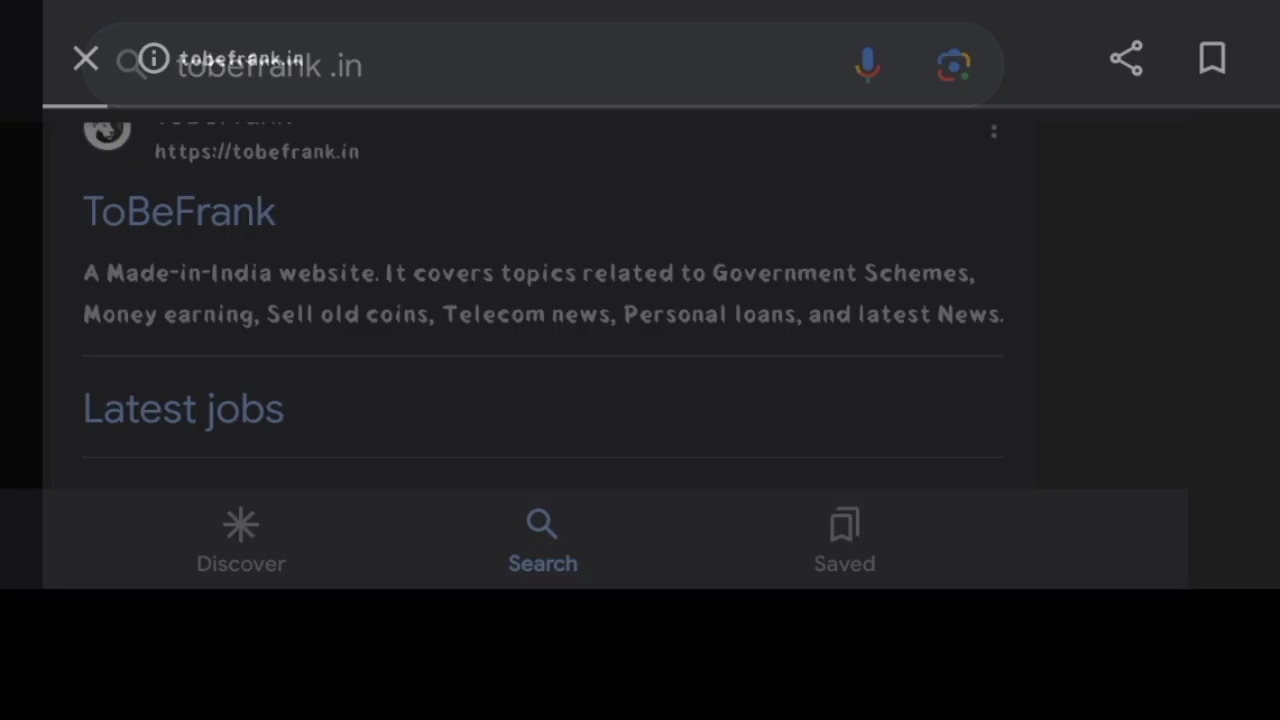 tobefrank.in
tobefrank .in
https://tobefrank.in
ToBeFrank
A Made-in-India website. It covers topics related to Government Schemes,
Money earning, Sell old coins, Telecom news, Personal loans, and latest News.
Latest jobs
Discover
Search
Saved